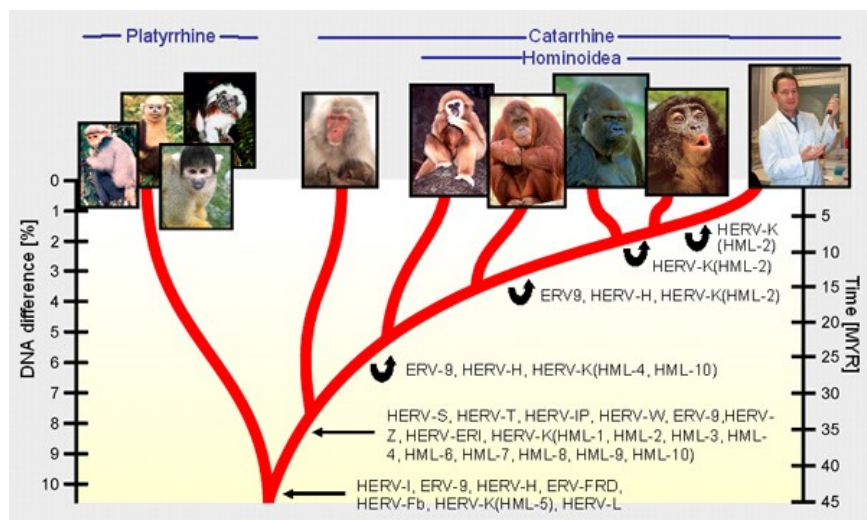 Platyrrhine
Catarrhine
Hominoidea
DNA difference [%]
0
1
2
3
4
5
6
7
8
9
10
Time [MYR]
5
10
15
20
25
30
35
40
45
HERV-K
(HML-2)
HERV-K(HML-2)
ERV9, HERV-H, HERV-K(HML-2)
ERV-9, HERV-H, HERV-K(HML-4, HML-10)
HERV-S, HERV-T, HERV-IP, HERV-W, ERV-9,HERV-
Z, HERV-ERI, HERV-K(HML-1, HML-2, HML-3, HML-
4, HML-6, HML-7, HML-8, HML-9, HML-10)
HERV-I, ERV-9, HERV-H, ERV-FRD,
HERV-Fb, HERV-K(HML-5), HERV-L